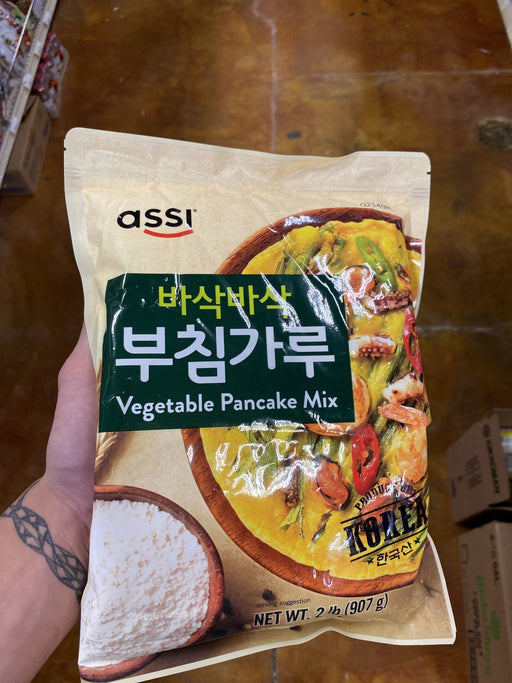 assi
바삭바삭
부침가루
Vegetable Pancake Mix
PRODUCT OF
KOREA
한국산
serving suggestion
NET WT. 2 lb (907 g)